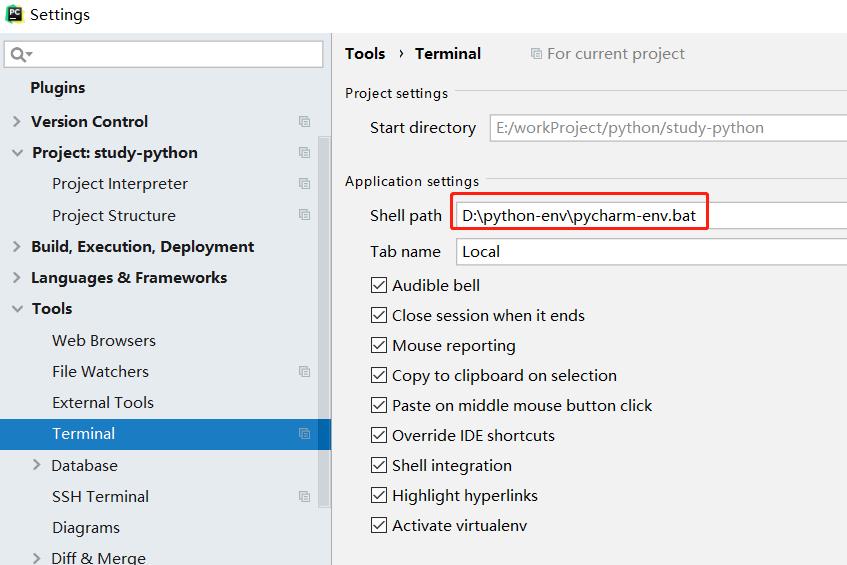 PC Settings
Plugins
Version Control
Project: study-python
Project Interpreter
Project Structure
Build, Execution, Deployment
Languages & Frameworks
Tools
Web Browsers
File Watchers
External Tools
Terminal
Database
SSH Terminal
Diagrams
Diff & Merge
Tools › Terminal For current project
Project settings
Start directory E:/workProject/python/study-python
Application settings
Shell path D:\python-env\pycharm-env.bat
Tab name Local
Audible bell
Close session when it ends
Mouse reporting
Copy to clipboard on selection
Paste on middle mouse button click
Override IDE shortcuts
Shell integration
Highlight hyperlinks
Activate virtualenv